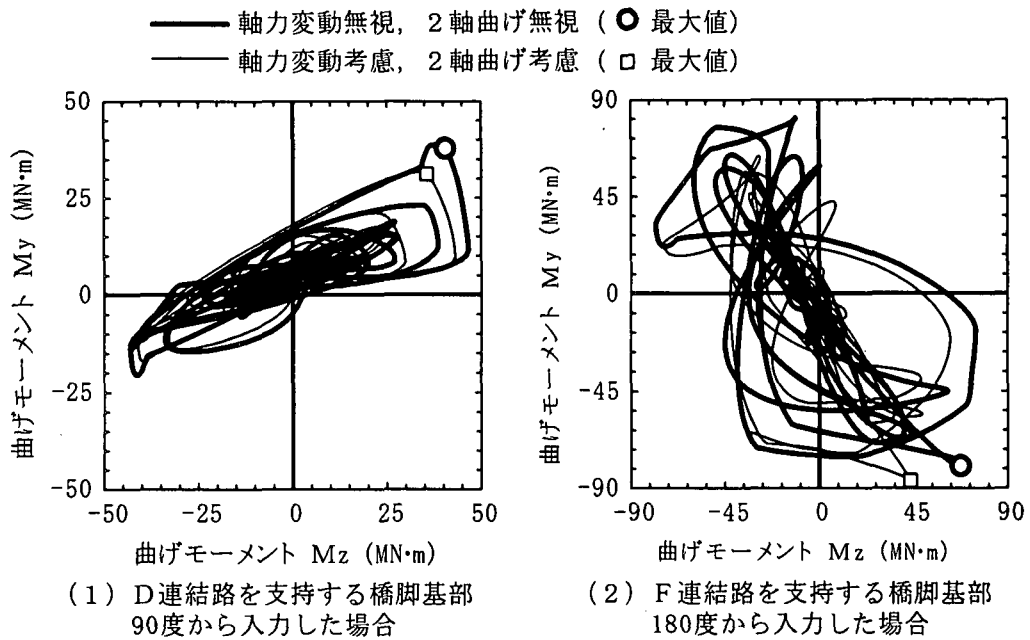 軸力変動無視，２軸曲げ無視（○ 最大値）
軸力変動考慮，２軸曲げ考慮（□ 最大値）
50
25
0
-25
-50
曲げモーメント My (MN·m)
-50
-25
0
25
50
曲げモーメント Mz (MN·m)
（１）Ｄ連結路を支持する橋脚基部
90度から入力した場合
90
45
0
-45
-90
曲げモーメント My (MN·m)
-90
-45
0
45
90
曲げモーメント Mz (MN·m)
（２）Ｆ連結路を支持する橋脚基部
180度から入力した場合